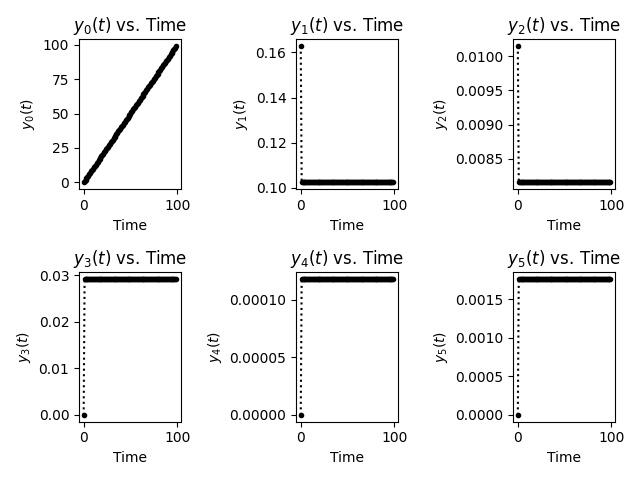 y₀(t) vs. Time
y₁(t) vs. Time
y₂(t) vs. Time
100
75
50
25
0
y₀(t)
0
100
Time
0.16
0.14
0.12
0.10
y₁(t)
0
100
Time
0.0100
0.0095
0.0090
0.0085
y₂(t)
0
100
Time
y₃(t) vs. Time
y₄(t) vs. Time
y₅(t) vs. Time
0.03
0.02
0.01
0.00
y₃(t)
0
100
Time
0.00010
0.00005
0.00000
y₄(t)
0
100
Time
0.0015
0.0010
0.0005
0.0000
y₅(t)
0
100
Time